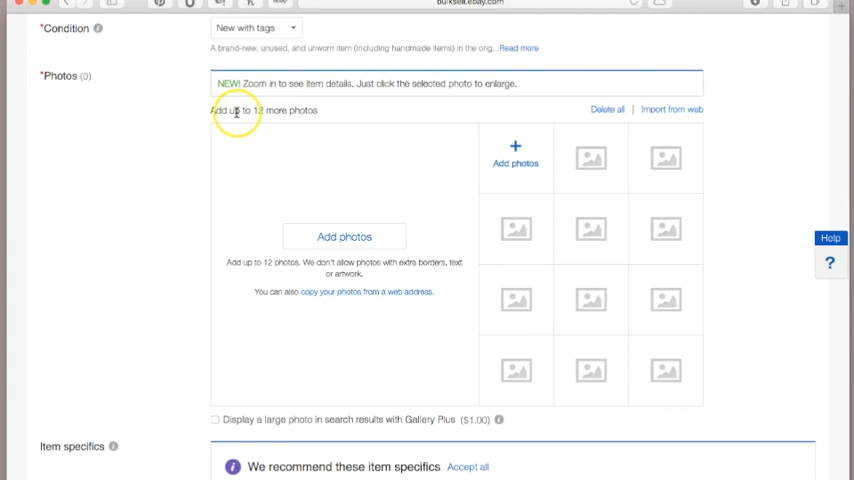 bulksell.ebay.com
*Condition
New with tags
A brand-new, unused, and unworn item (including handmade items) in the orig...Read more
*Photos (0)
NEW! Zoom in to see item details. Just click the selected photo to enlarge.
Add up to 12 more photos
Delete all | Import from web
Add photos
Add photos
Add up to 12 photos. We don't allow photos with extra borders, text
or artwork.
You can also copy your photos from a web address.
Help
?
Display a large photo in search results with Gallery Plus ($1.00)
Item specifics
We recommend these item specifics Accept all